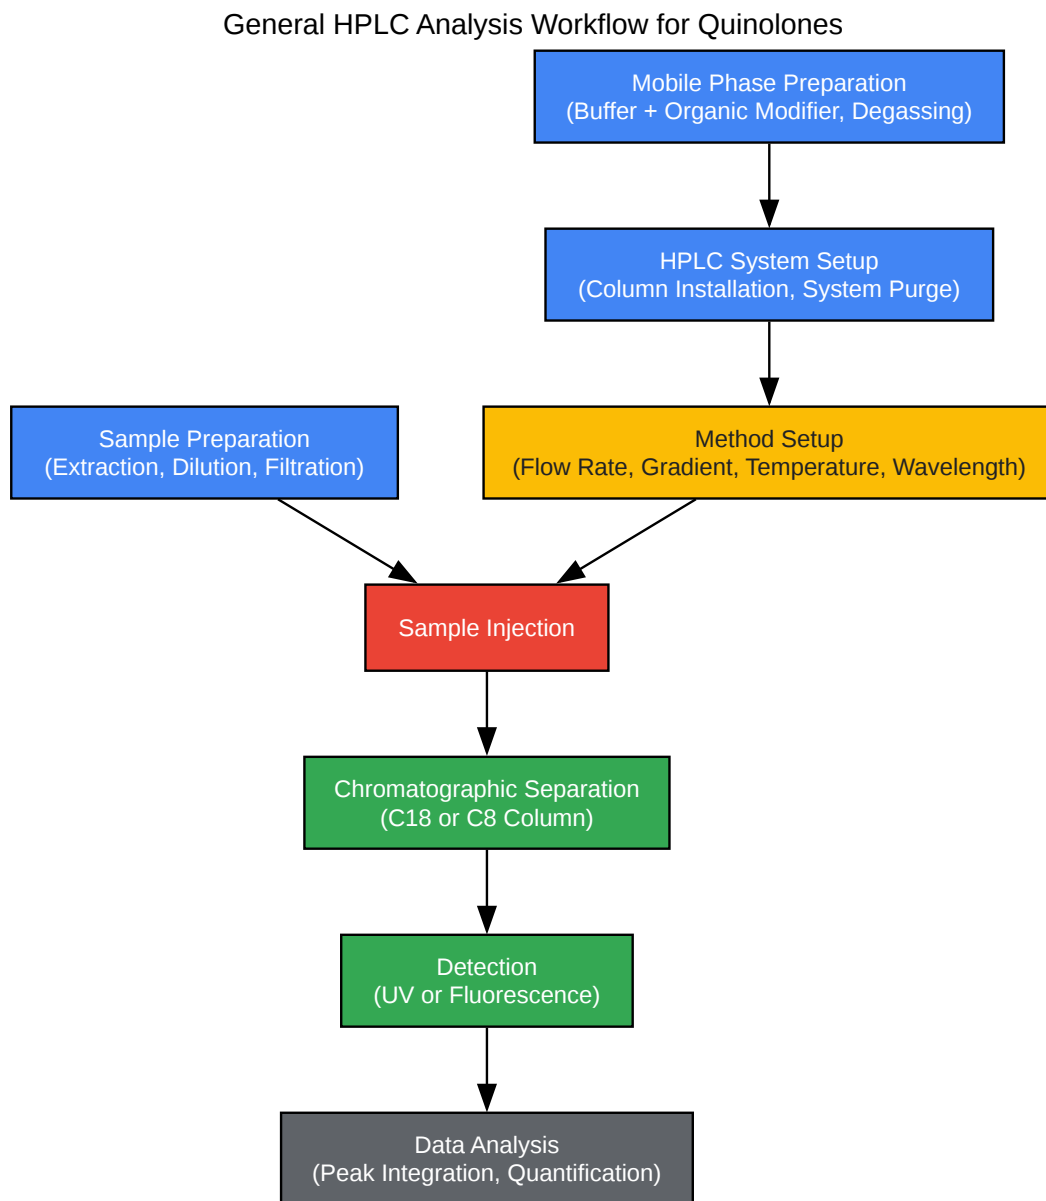 General HPLC Analysis Workflow for Quinolones
Mobile Phase Preparation
(Buffer + Organic Modifier, Degassing)
HPLC System Setup
(Column Installation, System Purge)
Sample Preparation
(Extraction, Dilution, Filtration)
Method Setup
(Flow Rate, Gradient, Temperature, Wavelength)
Sample Injection
Chromatographic Separation
(C18 or C8 Column)
Detection
(UV or Fluorescence)
Data Analysis
(Peak Integration, Quantification)